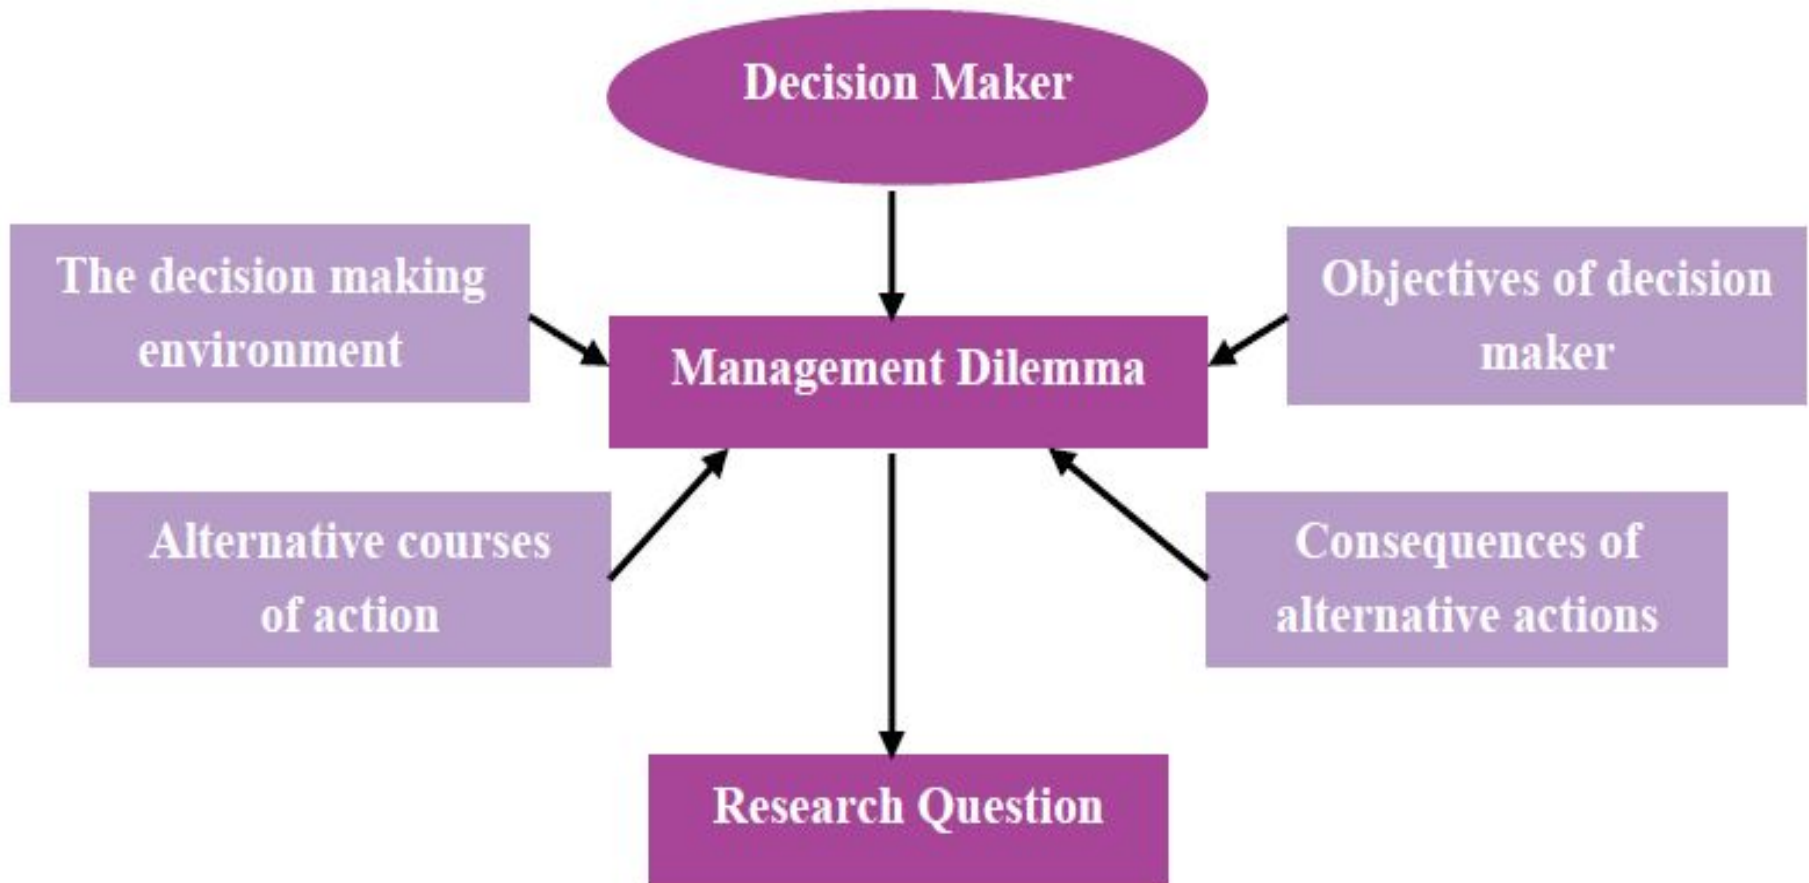 Decision Maker
The decision making
environment
Objectives of decision
maker
Management Dilemma
Alternative courses
of action
Consequences of
alternative actions
Research Question